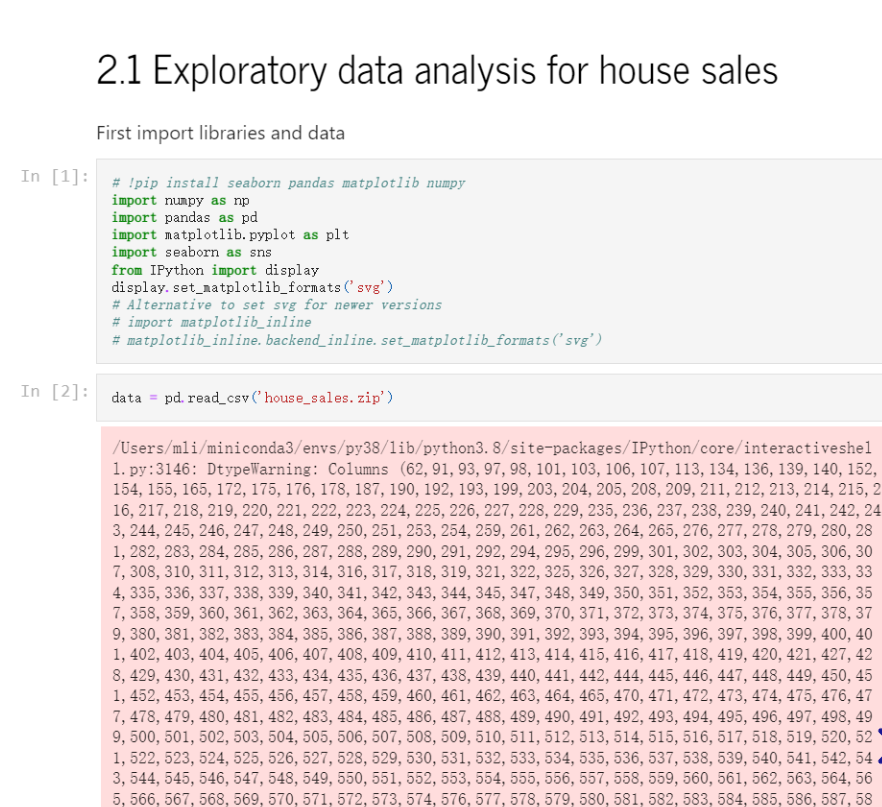 2.1 Exploratory data analysis for house sales
First import libraries and data
In [1]:
# !pip install seaborn pandas matplotlib numpy
import numpy as np
import pandas as pd
import matplotlib.pyplot as plt
import seaborn as sns
from IPython import display
display.set_matplotlib_formats('svg')
# Alternative to set svg for newer versions
# import matplotlib_inline
# matplotlib_inline.backend_inline.set_matplotlib_formats('svg')
In [2]:
data = pd.read_csv('house_sales.zip')
/Users/mli/miniconda3/envs/py38/lib/python3.8/site-packages/IPython/core/interactiveshel
l.py:3146: DtypeWarning: Columns (62,91,93,97,98,101,103,106,107,113,134,136,139,140,152,
154,155,165,172,175,176,178,187,190,192,193,199,203,204,205,208,209,211,212,213,214,215,2
16,217,218,219,220,221,222,223,224,225,226,227,228,229,235,236,237,238,239,240,241,242,24
3,244,245,246,247,248,249,250,251,253,254,259,261,262,263,264,265,276,277,278,279,280,28
1,282,283,284,285,286,287,288,289,290,291,292,294,295,296,299,301,302,303,304,305,306,30
7,308,310,311,312,313,314,316,317,318,319,321,322,325,326,327,328,329,330,331,332,333,33
4,335,336,337,338,339,340,341,342,343,344,345,347,348,349,350,351,352,353,354,355,356,35
7,358,359,360,361,362,363,364,365,366,367,368,369,370,371,372,373,374,375,376,377,378,37
9,380,381,382,383,384,385,386,387,388,389,390,391,392,393,394,395,396,397,398,399,400,40
1,402,403,404,405,406,407,408,409,410,411,412,413,414,415,416,417,418,419,420,421,427,42
8,429,430,431,432,433,434,435,436,437,438,439,440,441,442,444,445,446,447,448,449,450,45
1,452,453,454,455,456,457,458,459,460,461,462,463,464,465,470,471,472,473,474,475,476,47
7,478,479,480,481,482,483,484,485,486,487,488,489,490,491,492,493,494,495,496,497,498,49
9,500,501,502,503,504,505,506,507,508,509,510,511,512,513,514,515,516,517,518,519,520,52
1,522,523,524,525,526,527,528,529,530,531,532,533,534,535,536,537,538,539,540,541,542,54
3,544,545,546,547,548,549,550,551,552,553,554,555,556,557,558,559,560,561,562,563,564,56
5,566,567,568,569,570,571,572,573,574,576,577,578,579,580,581,582,583,584,585,586,587,58